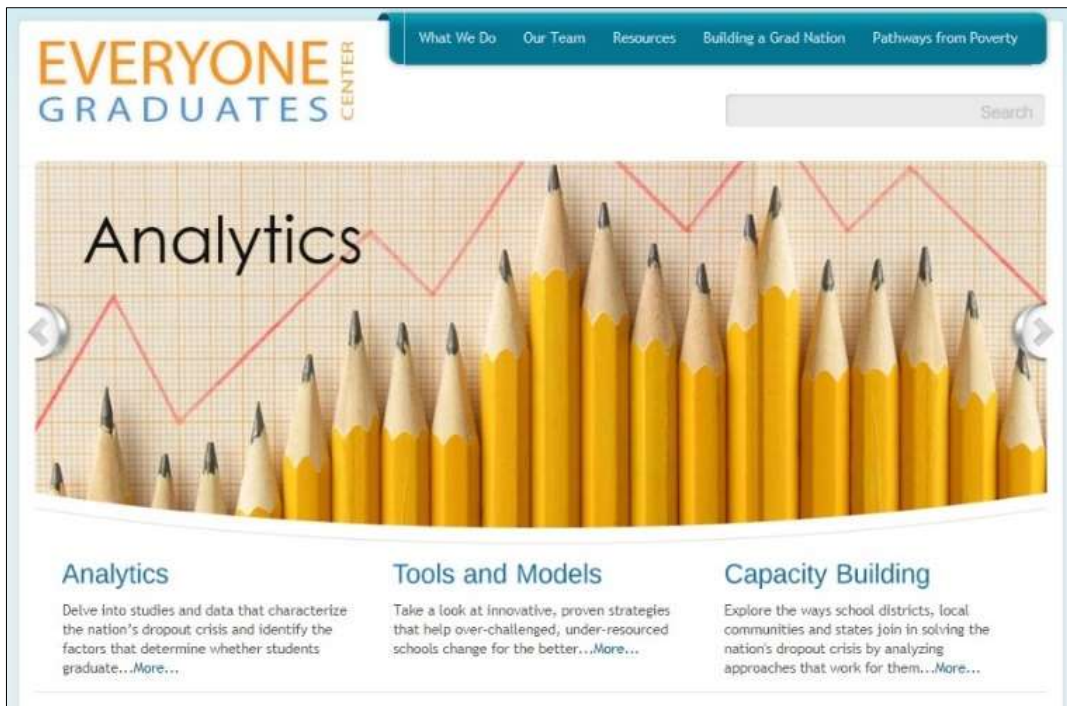 EVERYONE
GRADUATES
CENTER
What We Do Our Team Resources Building a Grad Nation Pathways from Poverty
Search
Analytics
Analytics
Delve into studies and data that characterize
the nation's dropout crisis and identify the
factors that determine whether students
graduate...More...
Tools and Models
Take a look at innovative, proven strategies
that help over-challenged, under-resourced
schools change for the better...More...
Capacity Building
Explore the ways school districts, local
communities and states join in solving the
nation's dropout crisis by analyzing
approaches that work for them...More...